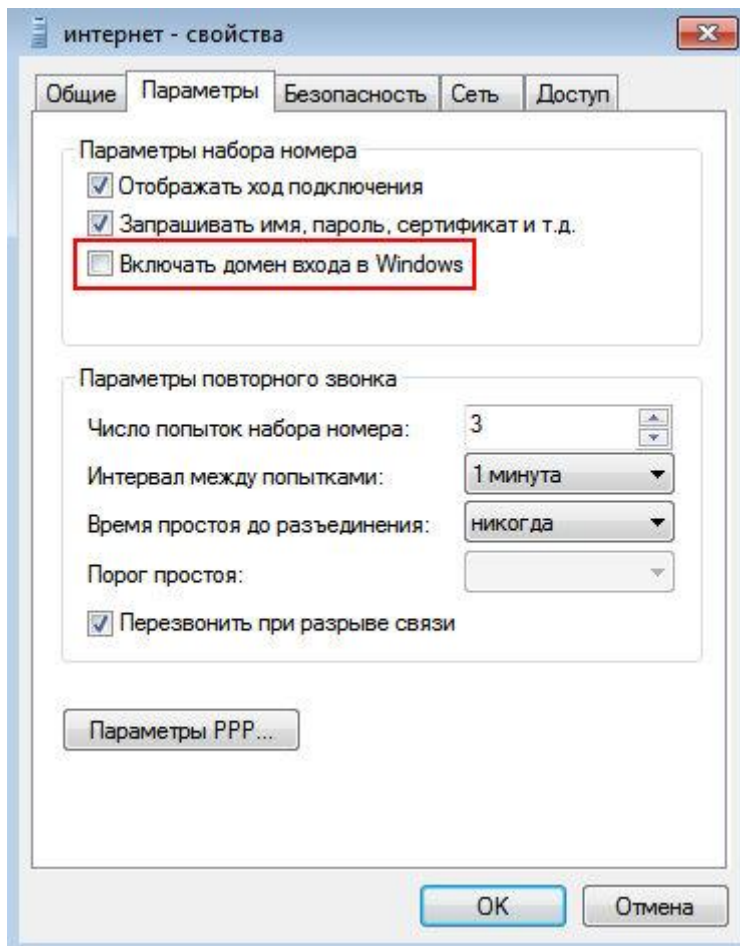 интернет - свойства
Общие Параметры Безопасность Сеть Доступ
Параметры набора номера
Отображать ход подключения
Запрашивать имя, пароль, сертификат и т.д.
Включать домен входа в Windows
Параметры повторного звонка
Число попыток набора номера: 3
Интервал между попытками: 1 минута
Время простоя до разъединения: никогда
Порог простоя:
Перезвонить при разрыве связи
Параметры PPP...
OK Отмена